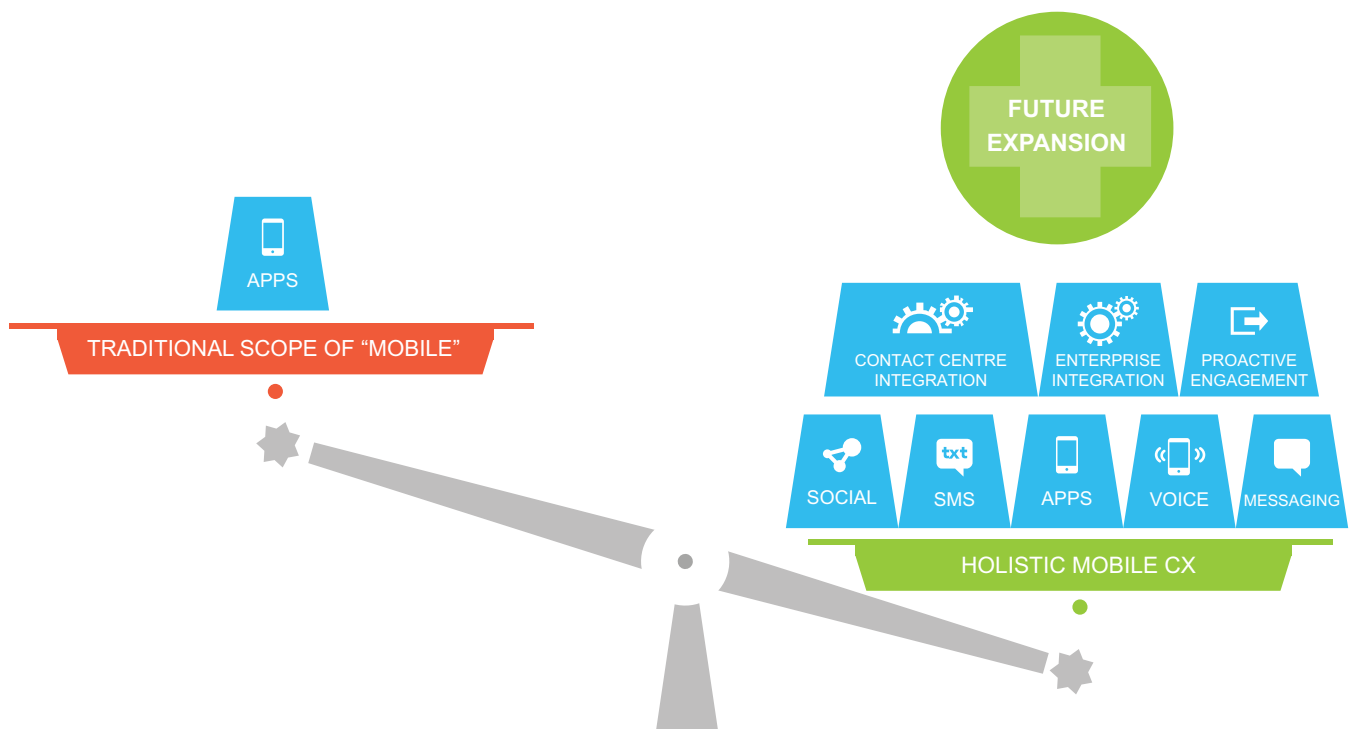 FUTURE
EXPANSION
APPS
TRADITIONAL SCOPE OF “MOBILE”
CONTACT CENTRE
INTEGRATION
ENTERPRISE
INTEGRATION
PROACTIVE
ENGAGEMENT
SOCIAL
txt
SMS
APPS
VOICE
MESSAGING
HOLISTIC MOBILE CX